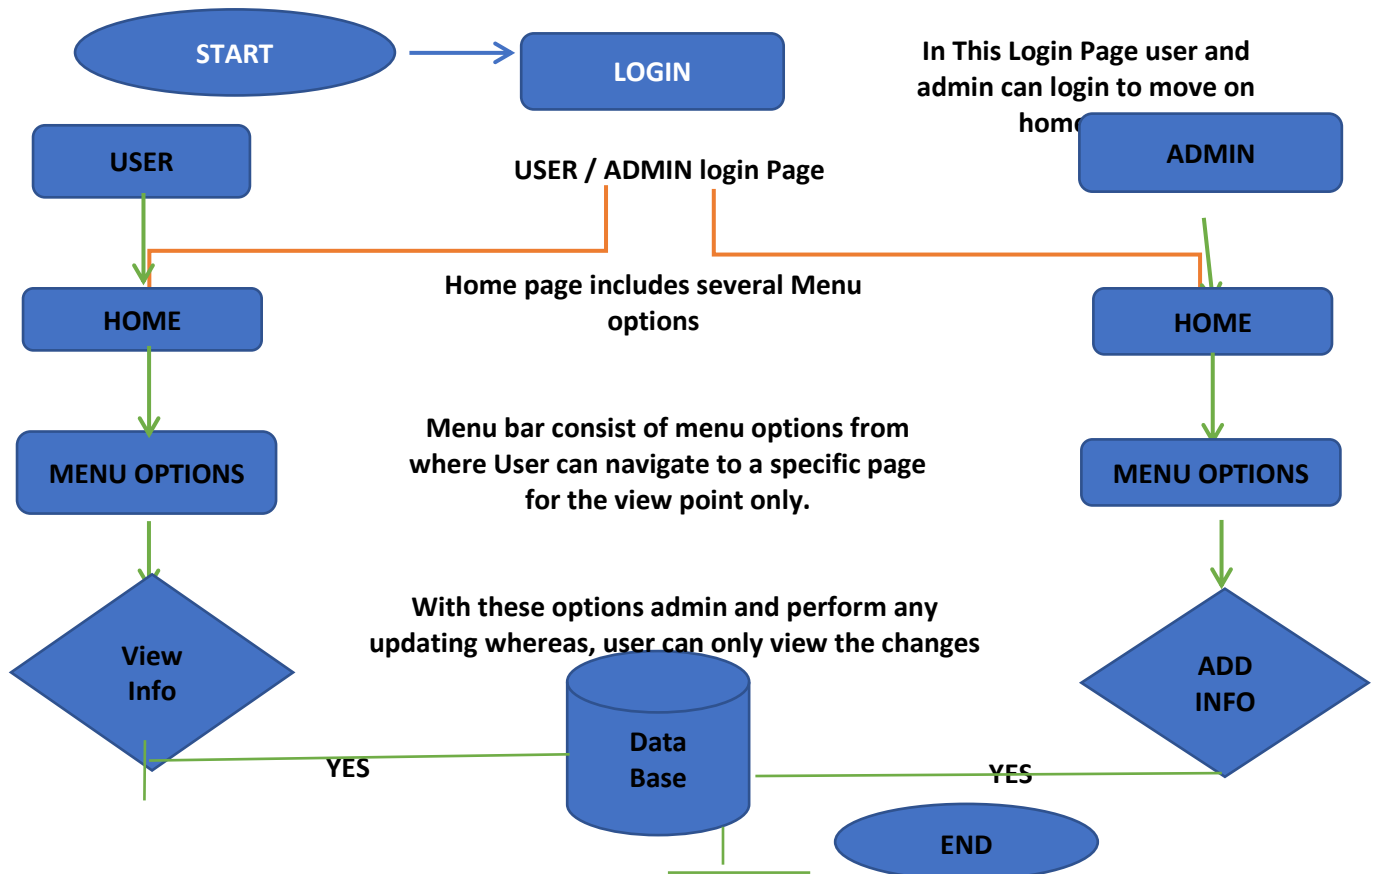 START
LOGIN
In This Login Page user and
admin can login to move on
home
USER
USER / ADMIN login Page
ADMIN
Home page includes several Menu
options
HOME
HOME
Menu bar consist of menu options from
where User can navigate to a specific page
for the view point only.
MENU OPTIONS
MENU OPTIONS
With these options admin and perform any
updating whereas, user can only view the changes
View
Info
ADD
INFO
Data
Base
YES
YES
END